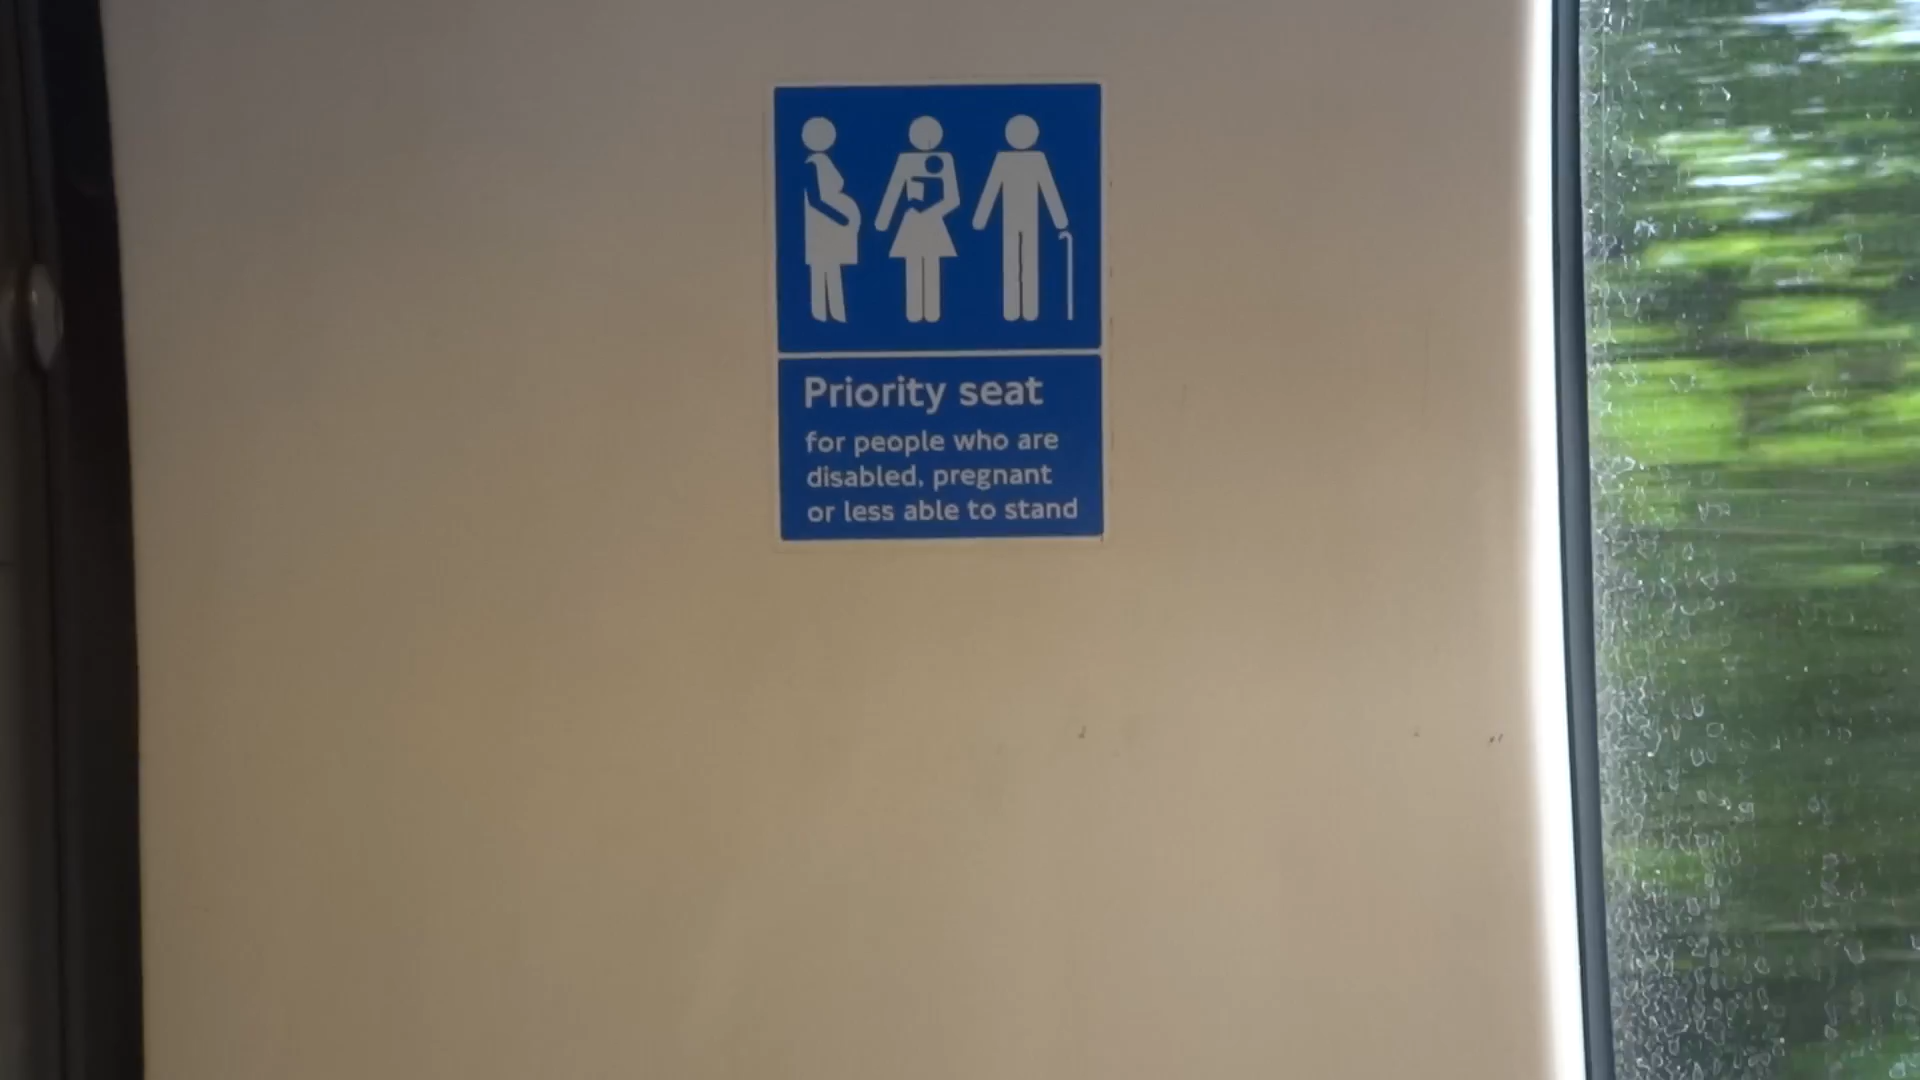 Priority seat
for people who are
disabled, pregnant
or less able to stand